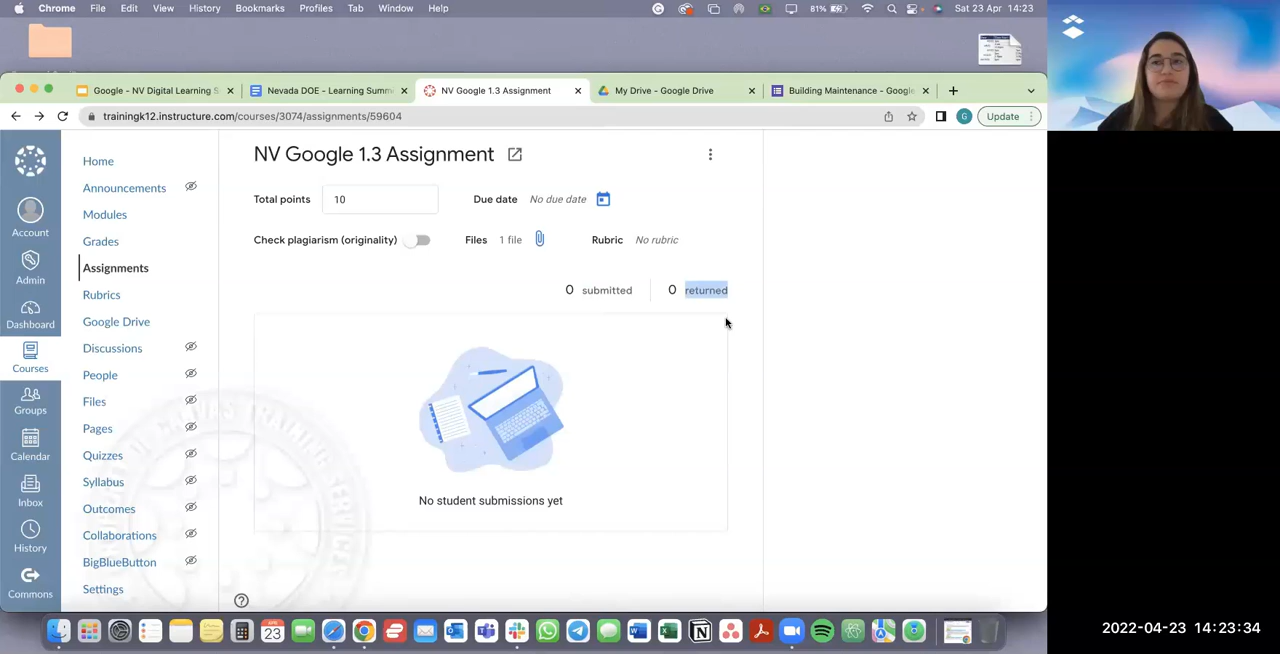 Chrome File Edit View History Bookmarks Profiles Tab Window Help 81% Sat 23 Apr 14:23
Google - NV Digital Learning S
Nevada DOE - Learning Summ
NV Google 1.3 Assignment
My Drive - Google Drive
Building Maintenance - Google
trainingk12.instructure.com/courses/3074/assignments/59604
G
Update
Account
Admin
Dashboard
Courses
Groups
Calendar
Inbox
History
Commons
Home
Announcements
Modules
Grades
Assignments
Rubrics
Google Drive
Discussions
People
Files
Pages
Quizzes
Syllabus
Outcomes
Collaborations
BigBlueButton
Settings
NV Google 1.3 Assignment
Total points 10 Due date No due date
Check plagiarism (originality) Files 1 file Rubric No rubric
0 submitted 0 returned
No student submissions yet
APR
23
2022-04-23 14:23:34